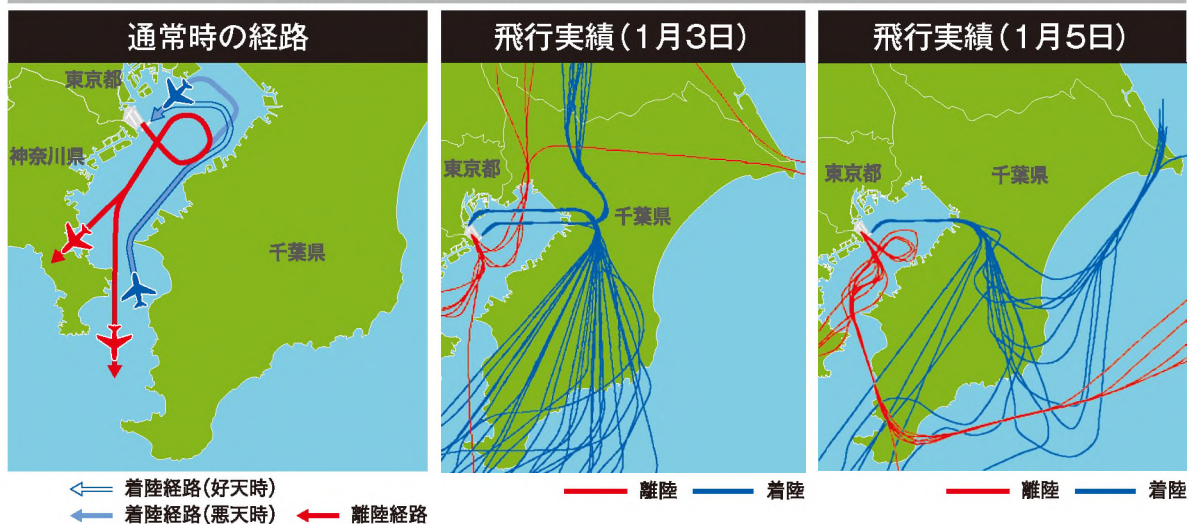 通常時の経路
東京都
神奈川県
千葉県
着陸経路(好天時)
着陸経路(悪天時)
離陸経路
飛行実績(1月3日)
東京都
千葉県
離陸
着陸
飛行実績(1月5日)
東京都
千葉県
離陸
着陸